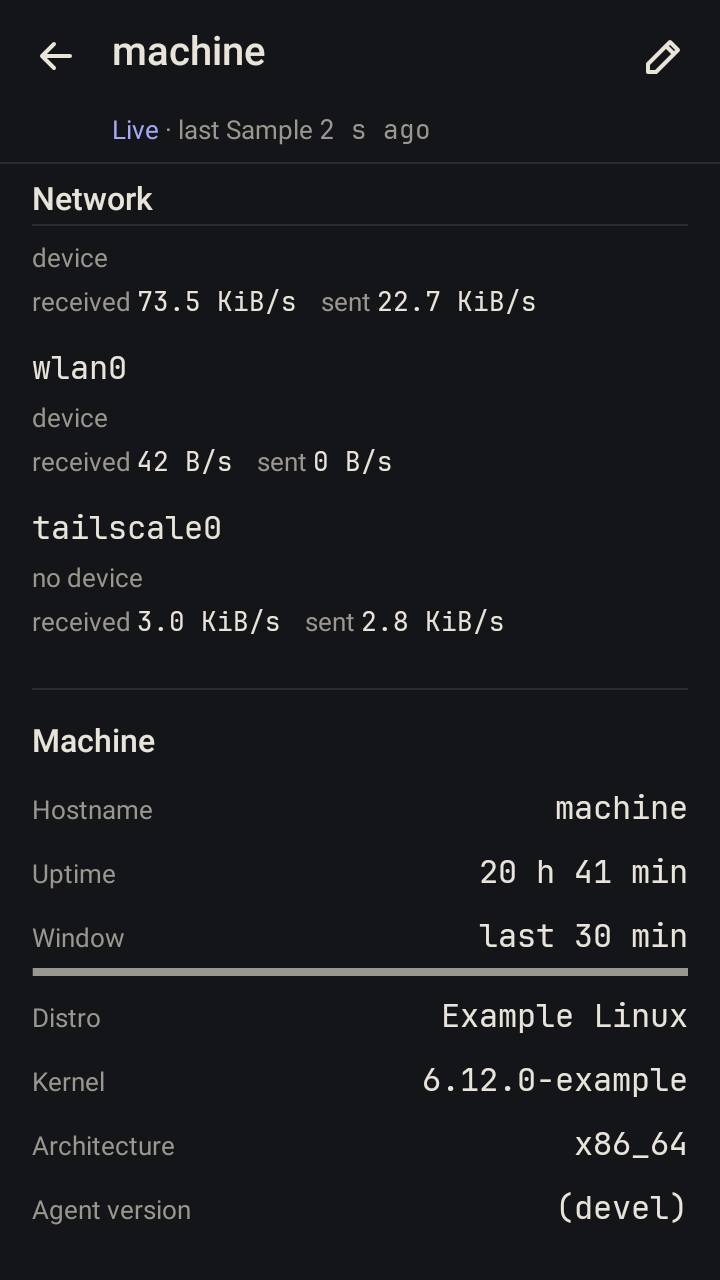 machine
Live · last Sample 2 s ago
Network
device
received 73.5 KiB/s sent 22.7 KiB/s
wlan0
device
received 42 B/s sent 0 B/s
tailscale0
no device
received 3.0 KiB/s sent 2.8 KiB/s
Machine
Hostname machine
Uptime 20 h 41 min
Window last 30 min
Distro Example Linux
Kernel 6.12.0-example
Architecture x86_64
Agent version (devel)